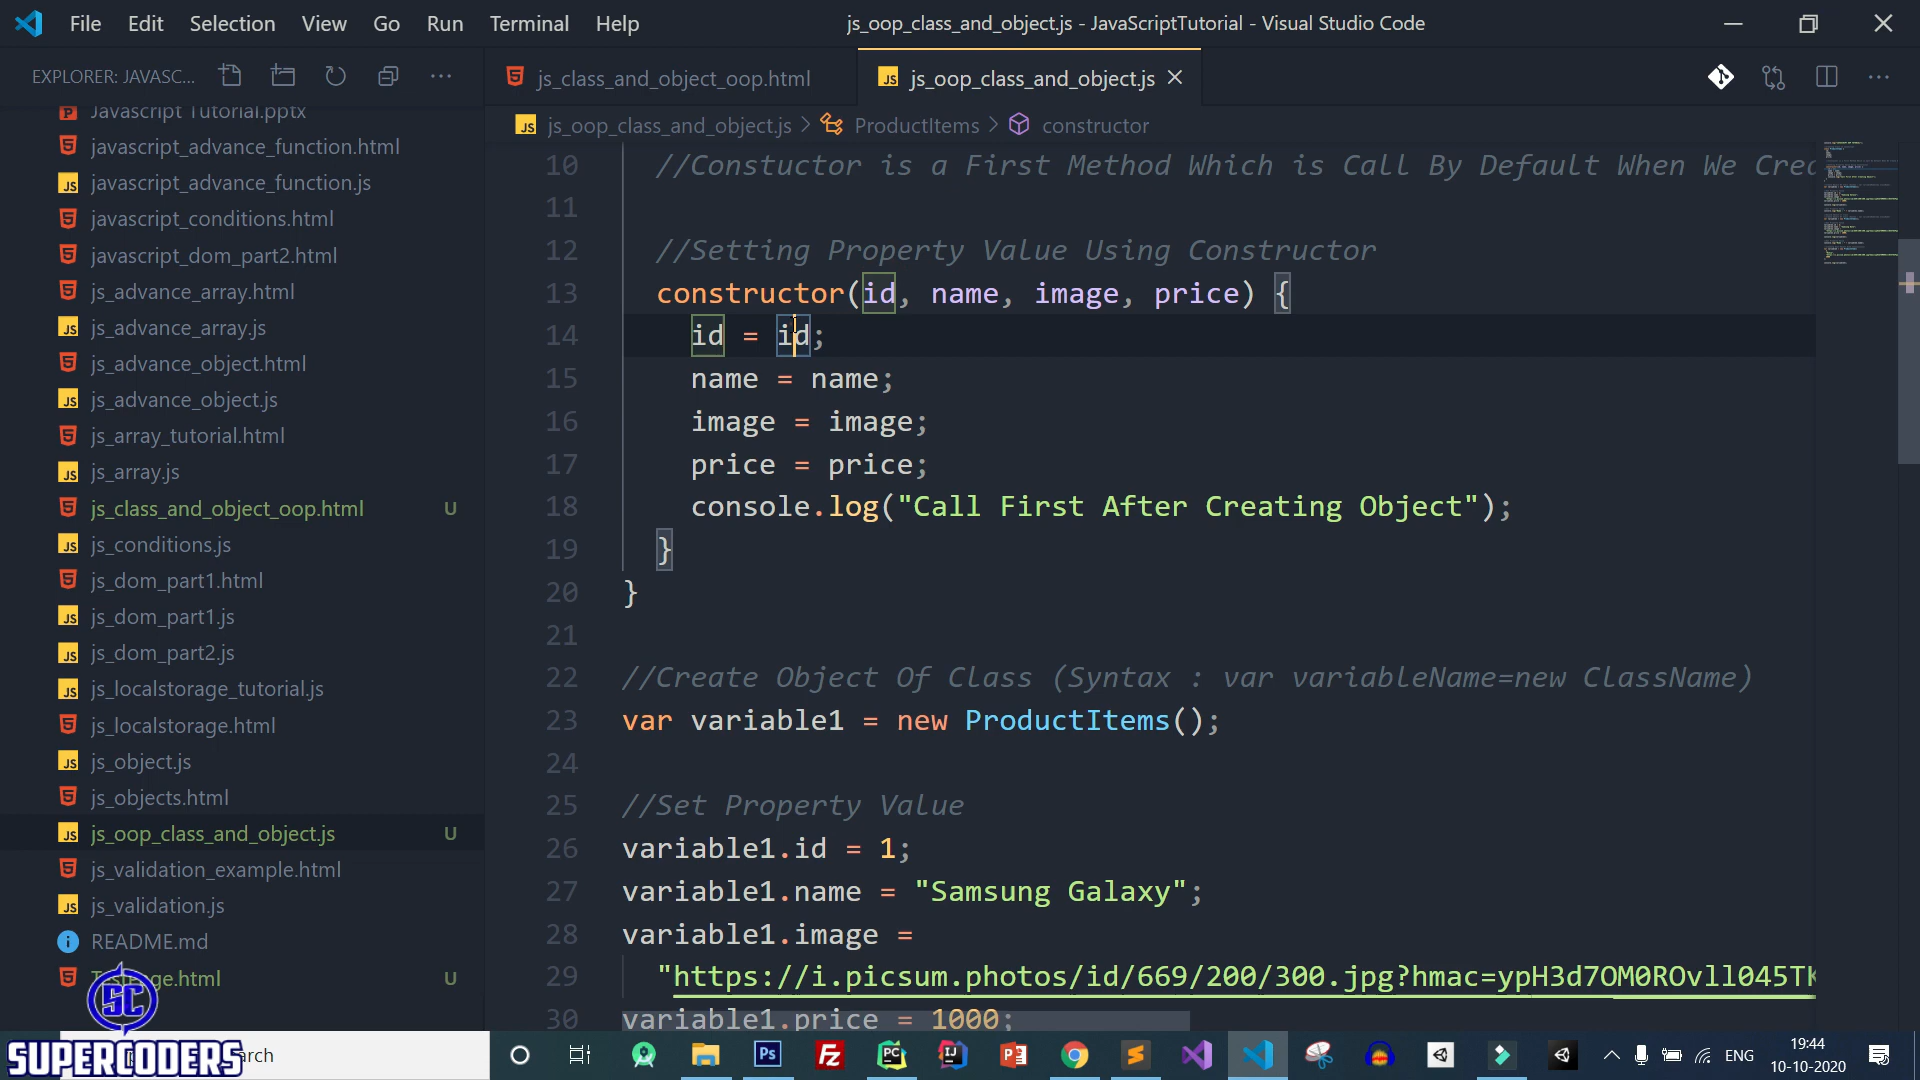 File Edit Selection View Go Run Terminal Help js_oop_class_and_object.js - JavaScriptTutorial - Visual Studio Code
EXPLORER: JAVASC...
Javascript Tutorial.pptx
javascript_advance_function.html
javascript_advance_function.js
javascript_conditions.html
javascript_dom_part2.html
js_advance_array.html
js_advance_array.js
js_advance_object.html
js_advance_object.js
js_array_tutorial.html
js_array.js
js_class_and_object_oop.html U
js_conditions.js
js_dom_part1.html
js_dom_part1.js
js_dom_part2.js
js_localstorage_tutorial.js
js_localstorage.html
js_object.js
js_objects.html
js_oop_class_and_object.js U
js_validation_example.html
js_validation.js
README.md
ge.html U
js_class_and_object_oop.html js_oop_class_and_object.js
js_oop_class_and_object.js > ProductItems > constructor
10 //Constuctor is a First Method Which is Call By Default When We Crea
11
12 //Setting Property Value Using Constructor
13 constructor(id, name, image, price) {
14 id = id;
15 name = name;
16 image = image;
17 price = price;
18 console.log("Call First After Creating Object");
19 }
20 }
21
22 //Create Object Of Class (Syntax : var variableName=new ClassName)
23 var variable1 = new ProductItems();
24
25 //Set Property Value
26 variable1.id = 1;
27 variable1.name = "Samsung Galaxy";
28 variable1.image =
29 "https://i.picsum.photos/id/669/200/300.jpg?hmac=ypH3d7OM0ROvll045TK
30 variable1.price = 1000;
SC
SUPERCODERS
arch
ENG
19:44
10-10-2020